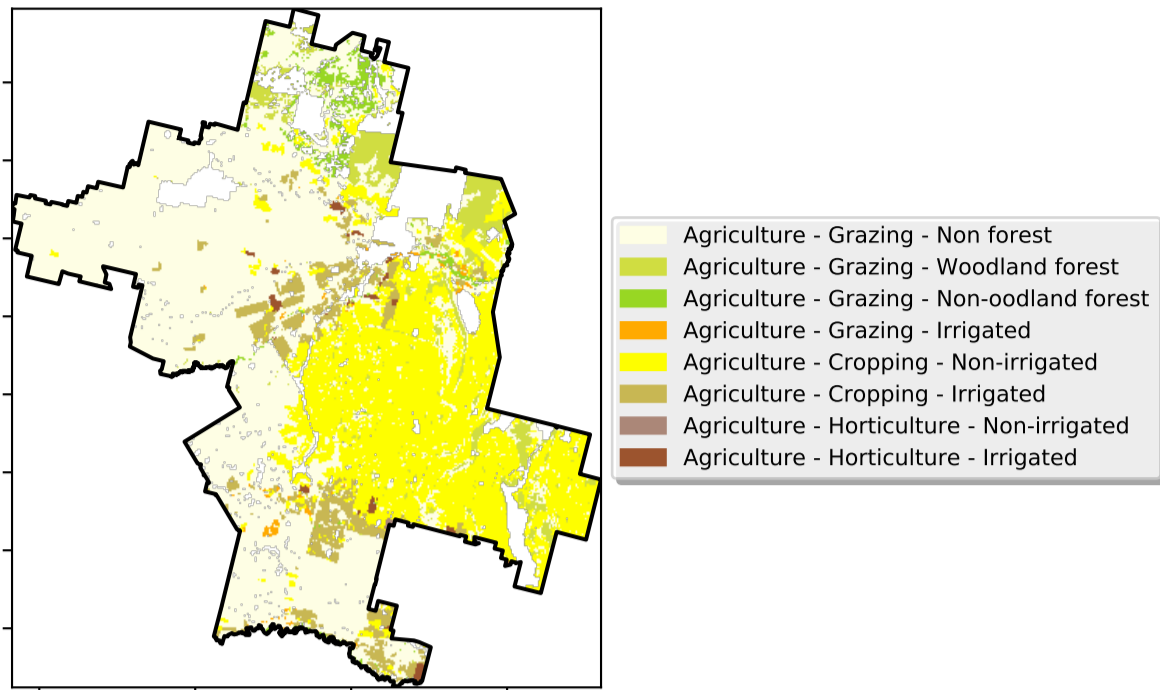 Agriculture - Grazing - Non forest
Agriculture - Grazing - Woodland forest
Agriculture - Grazing - Non-oodland forest
Agriculture - Grazing - Irrigated
Agriculture - Cropping - Non-irrigated
Agriculture - Cropping - Irrigated
Agriculture - Horticulture - Non-irrigated
Agriculture - Horticulture - Irrigated